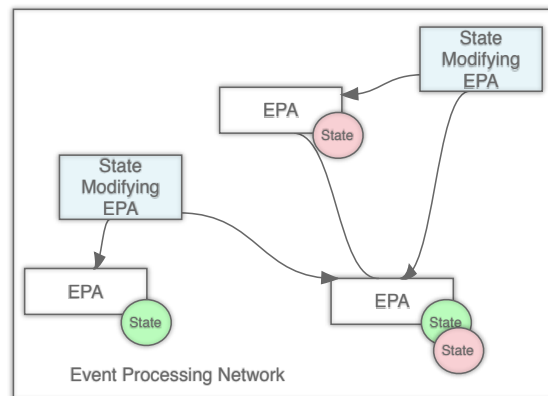 State
Modifying
EPA
EPA
State
State
Modifying
EPA
EPA
State
EPA
State
State
Event Processing Network